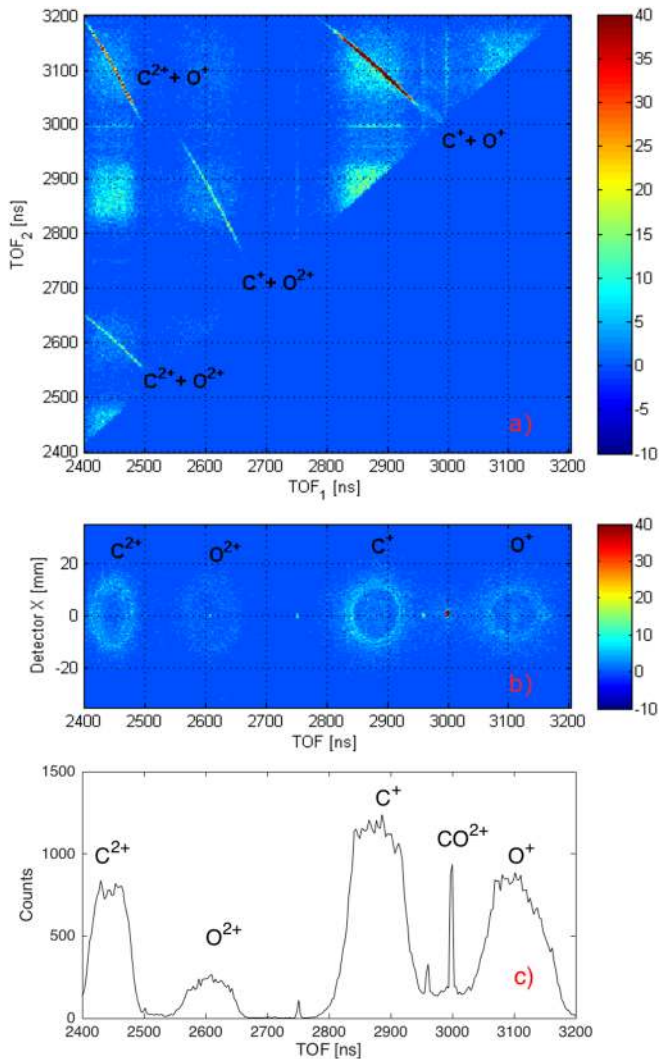 3200
3100
3000
2900
2800
2700
2600
2500
2400
TOF₂ [ns]
C²⁺+ O⁺
C⁺+ O⁺
C⁺+ O²⁺
C²⁺+ O²⁺
a)
2400 2500 2600 2700 2800 2900 3000 3100 3200
TOF₁ [ns]
40
35
30
25
20
15
10
5
0
-5
-10
C²⁺ O²⁺ C⁺ O⁺
20
0
-20
Detector X [mm]
b)
2400 2500 2600 2700 2800 2900 3000 3100 3200
TOF [ns]
40
30
20
10
0
-10
1500
1000
500
0
Counts
C²⁺
O²⁺
C⁺
CO²⁺
O⁺
c)
2400 2500 2600 2700 2800 2900 3000 3100 3200
TOF [ns]